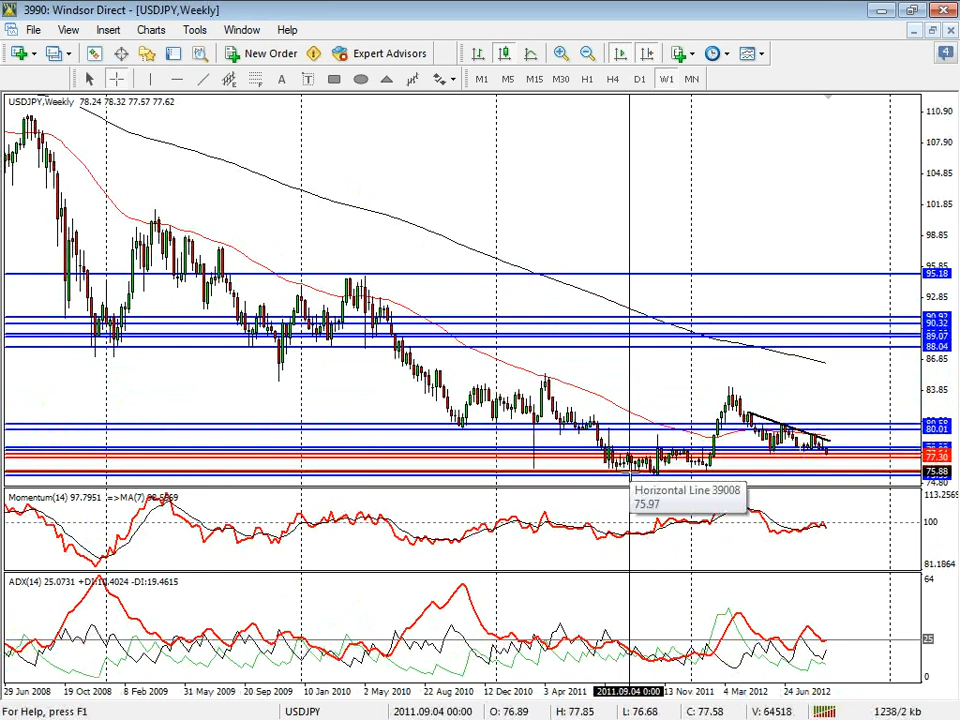 3990: Windsor Direct - [USDJPY,Weekly]
File View Insert Charts Tools Window Help
New Order Expert Advisors 4
A T M1 M5 M15 M30 H1 H4 D1 W1 MN
USDJPY,Weekly 78.24 78.32 77.57 77.62
110.90
107.90
104.85
101.85
98.85
95.85
95.18
92.85
90.32
89.07
88.04
86.85
83.85
80.01
77.30
75.88
74.80
Horizontal Line 39008
75.97
Momentum(14) 97.7951 =>MA(7)
113.2569
100
81.1864
ADX(14) 25.0731 -DI:19.4615
64
25
0
29 Jun 2008 19 Oct 2008 8 Feb 2009 31 May 2009 20 Sep 2009 10 Jan 2010 2 May 2010 22 Aug 2010 12 Dec 2010 3 Apr 2011 2011.09.04 0:00 13 Nov 2011 4 Mar 2012 24 Jun 2012
For Help, press F1 USDJPY 2011.09.04 00:00 O: 76.89 H: 77.85 L: 76.68 C: 77.58 V: 64518 1238/2 kb